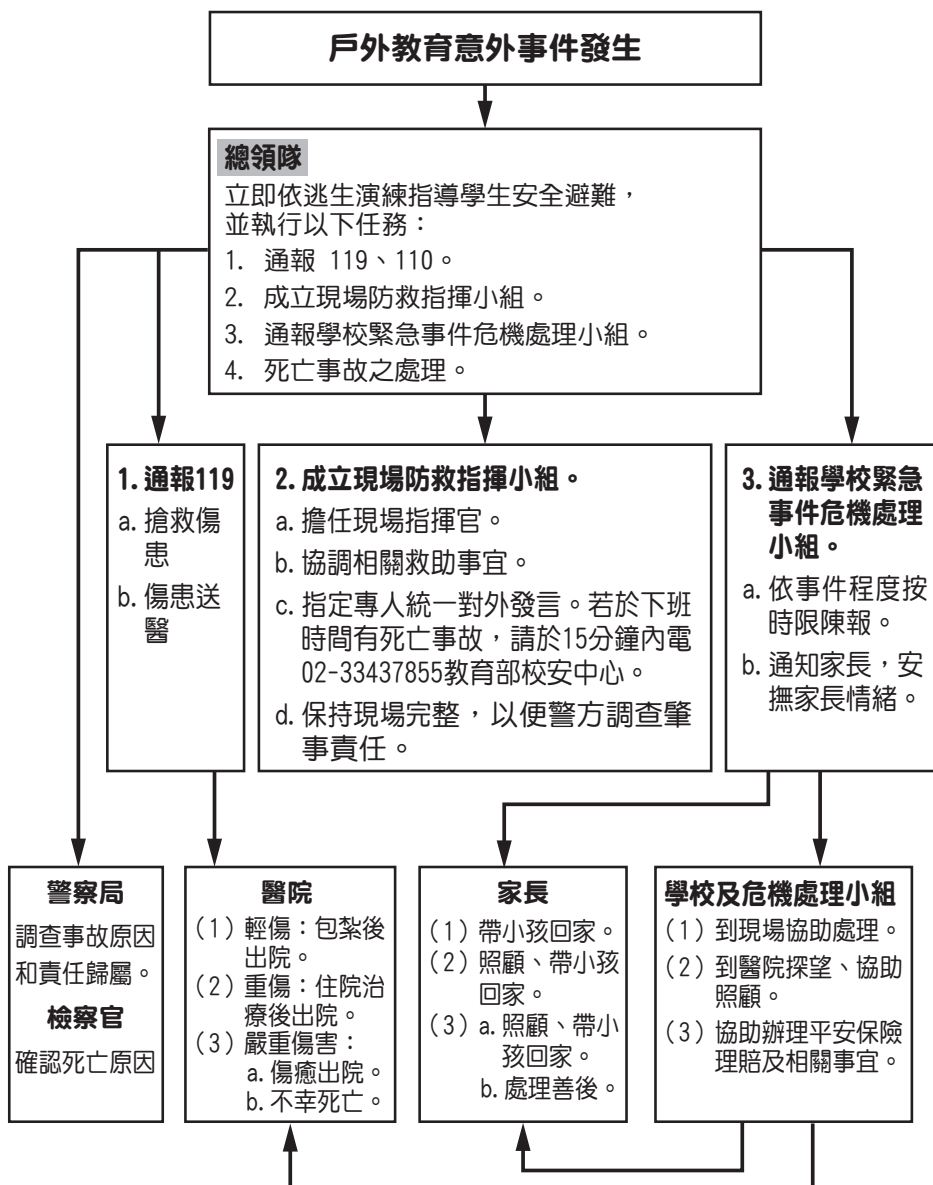 戶外教育意外事件發生
總領隊
立即依逃生演練指導學生安全避難，
並執行以下任務：
1. 通報 119、110。
2. 成立現場防救指揮小組。
3. 通報學校緊急事件危機處理小組。
4. 死亡事故之處理。
1. 通報119
a. 搶救傷
患
b. 傷患送
醫
2. 成立現場防救指揮小組。
a. 擔任現場指揮官。
b. 協調相關救助事宜。
c. 指定專人統一對外發言。若於下班
時間有死亡事故，請於15分鐘內電
02-33437855教育部校安中心。
d. 保持現場完整，以便警方調查肇
事責任。
3. 通報學校緊急
事件危機處理
小組。
a. 依事件程度按
時限陳報。
b. 通知家長，安
撫家長情緒。
警察局
調查事故原因
和責任歸屬。
檢察官
確認死亡原因
醫院
（1）輕傷：包紮後
出院。
（2）重傷：住院治
療後出院。
（3）嚴重傷害：
a. 傷癒出院。
b. 不幸死亡。
家長
（1）帶小孩回家。
（2）照顧、帶小孩
回家。
（3）a. 照顧、帶小
孩回家。
b. 處理善後。
學校及危機處理小組
（1）到現場協助處理。
（2）到醫院探望、協助
照顧。
（3）協助辦理平安保險
理賠及相關事宜。